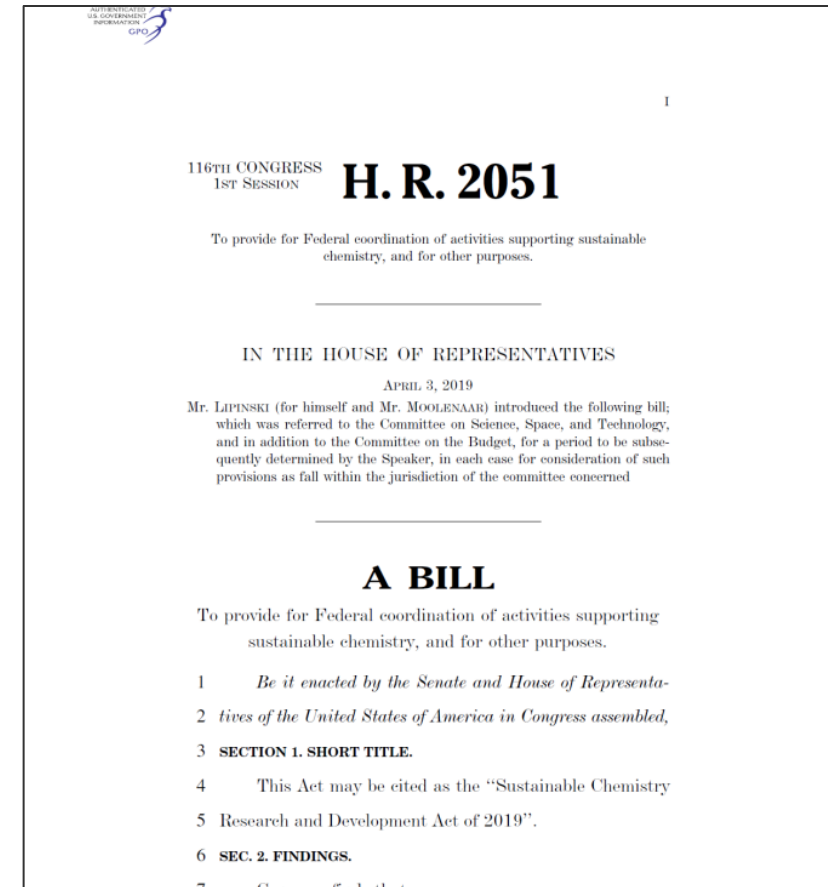 AUTHENTICATED
U.S. GOVERNMENT
INFORMATION
GPO
I
116TH CONGRESS
1ST SESSION
H. R. 2051
To provide for Federal coordination of activities supporting sustainable
chemistry, and for other purposes.
IN THE HOUSE OF REPRESENTATIVES
APRIL 3, 2019
Mr. LIPINSKI (for himself and Mr. MOOLENAAR) introduced the following bill;
which was referred to the Committee on Science, Space, and Technology,
and in addition to the Committee on the Budget, for a period to be subse-
quently determined by the Speaker, in each case for consideration of such
provisions as fall within the jurisdiction of the committee concerned
A BILL
To provide for Federal coordination of activities supporting
sustainable chemistry, and for other purposes.
1 Be it enacted by the Senate and House of Representa-
2 tives of the United States of America in Congress assembled,
3 SECTION 1. SHORT TITLE.
4 This Act may be cited as the “Sustainable Chemistry
5 Research and Development Act of 2019”.
6 SEC. 2. FINDINGS.